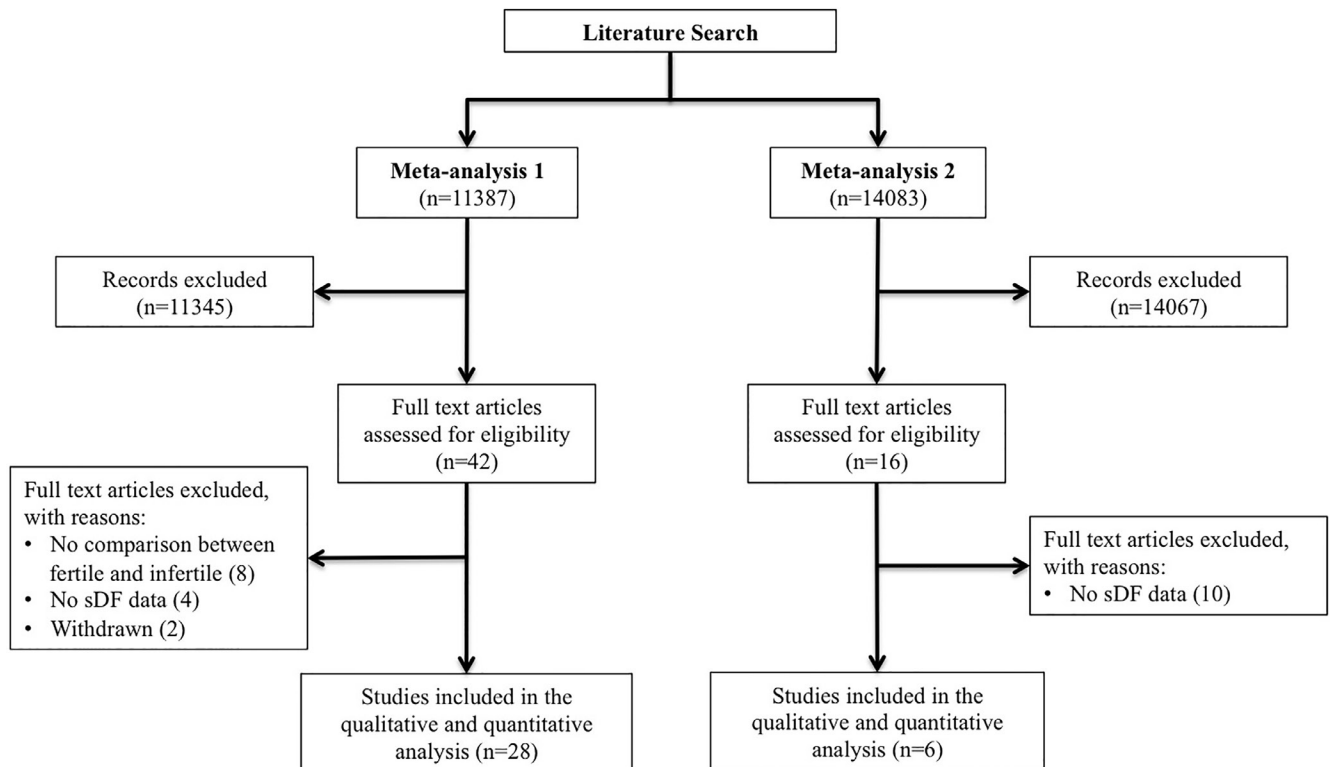 Literature Search
Meta-analysis 1
(n=11387)
Meta-analysis 2
(n=14083)
Records excluded
(n=11345)
Records excluded
(n=14067)
Full text articles
assessed for eligibility
(n=42)
Full text articles
assessed for eligibility
(n=16)
Full text articles excluded,
with reasons:
• No comparison between
fertile and infertile (8)
• No sDF data (4)
• Withdrawn (2)
Full text articles excluded,
with reasons:
• No sDF data (10)
Studies included in the
qualitative and quantitative
analysis (n=28)
Studies included in the
qualitative and quantitative
analysis (n=6)